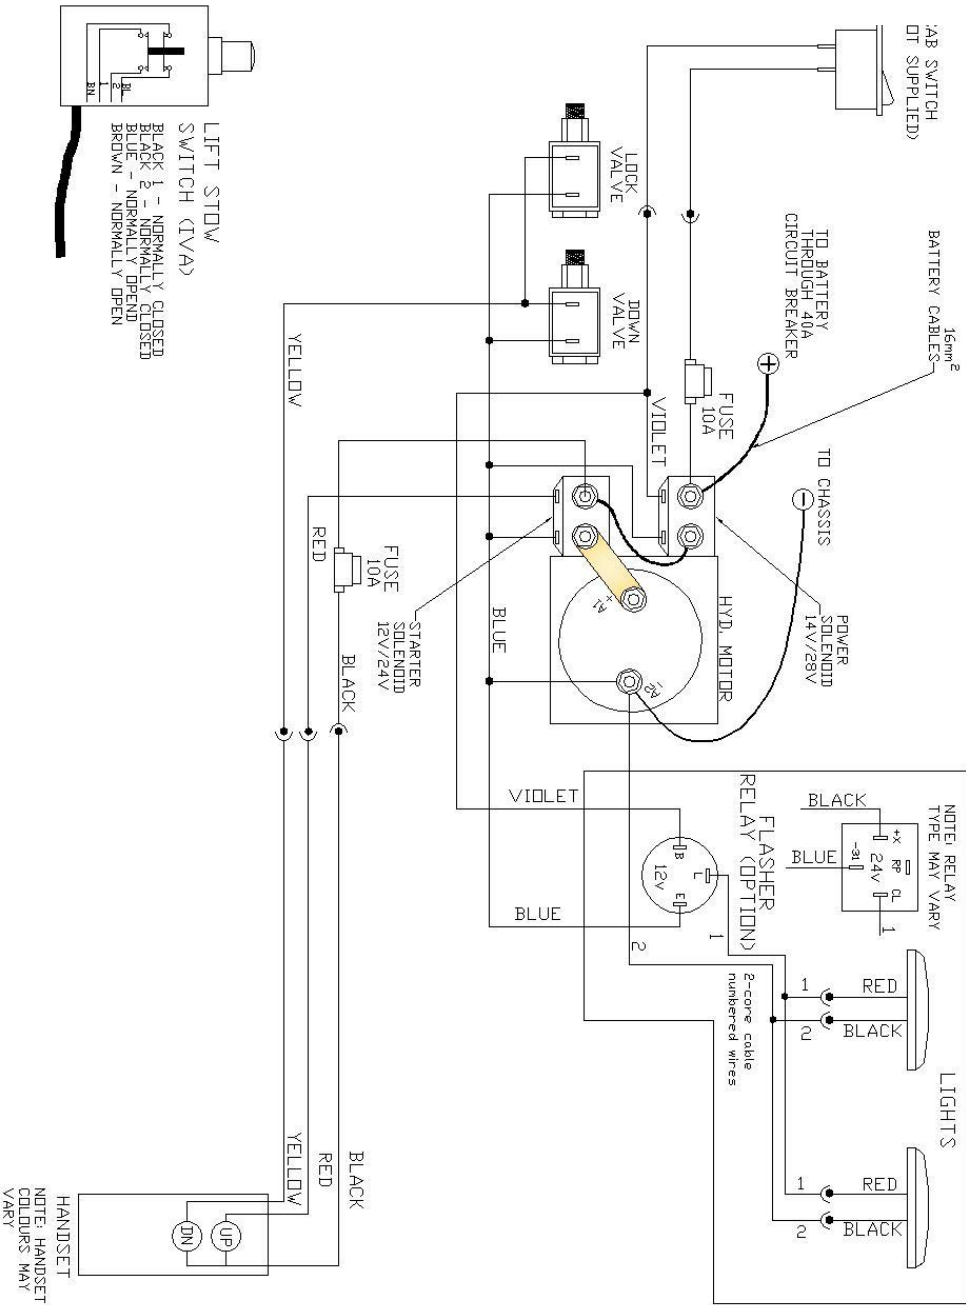 :AB SWITCH
OT SUPPLIED)
BATTERY CABLES
16mm²
TO BATTERY
THROUGH 40A
CIRCUIT BREAKER
TO CHASSIS
FUSE
10A
VIOLET
POWER
SOLENOID
14V/28V
HYD. MOTOR
A1
+
A2
-
LOCK
VALVE
DOWN
VALVE
STARTER
SOLENOID
12V/24V
BLUE
LIFT STOW
SWITCH (IVA)
BLACK 1 - NORMALLY CLOSED
BLACK 2 - NORMALLY CLOSED
BLUE - NORMALLY OPEND
BROWN - NORMALLY OPEN
BL
2
1
BN
YELLOW
RED
FUSE
10A
BLACK
NOTE: RELAY
TYPE MAY VARY
BLACK
BLUE
+X
RP
CL
-31
24v
1
FLASHER
RELAY (OPTION)
VIOLET
BLUE
B
L
E
12v
1
2
2-core cable
numbered wires
LIGHTS
1
RED
2
BLACK
1
RED
2
BLACK
BLACK
RED
YELLOW
UP
DN
HANDSET
NOTE: HANDSET
COLOURS MAY
VARY